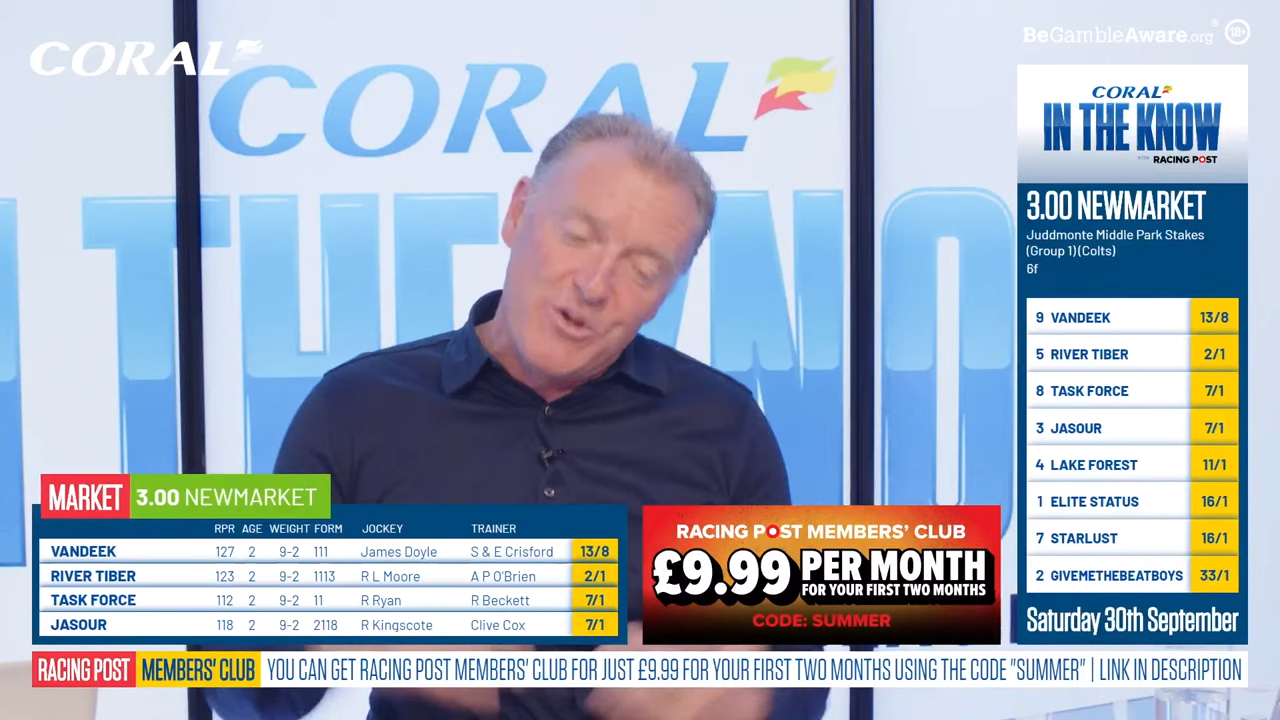 CORAL
BeGambleAware.org® 18+
CORAL
THE KNO
CORAL
IN THE KNOW
WITH RACING POST
3.00 NEWMARKET
Juddmonte Middle Park Stakes
(Group 1)(Colts)
6f
9 VANDEEK 13/8
5 RIVER TIBER 2/1
8 TASK FORCE 7/1
3 JASOUR 7/1
4 LAKE FOREST 11/1
1 ELITE STATUS 16/1
7 STARLUST 16/1
2 GIVEMETHEBEATBOYS 33/1
Saturday 30th September
MARKET 3.00 NEWMARKET
RPR AGE WEIGHT FORM JOCKEY TRAINER
VANDEEK 127 2 9-2 111 James Doyle S & E Crisford 13/8
RIVER TIBER 123 2 9-2 1113 R L Moore A P O'Brien 2/1
TASK FORCE 112 2 9-2 11 R Ryan R Beckett 7/1
JASOUR 118 2 9-2 2118 R Kingscote Clive Cox 7/1
RACING POST MEMBERS' CLUB
£9.99 PER MONTH
FOR YOUR FIRST TWO MONTHS
CODE: SUMMER
RACING POST MEMBERS' CLUB YOU CAN GET RACING POST MEMBERS' CLUB FOR JUST £9.99 FOR YOUR FIRST TWO MONTHS USING THE CODE "SUMMER" | LINK IN DESCRIPTION